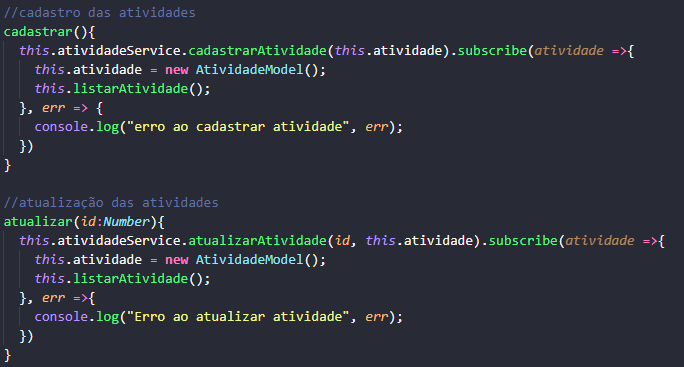 //cadastro das atividades
cadastrar(){
this.atividadeService.cadastrarAtividade(this.atividade).subscribe(atividade =>{
this.atividade = new AtividadeModel();
this.listarAtividade();
}, err => {
console.log("erro ao cadastrar atividade", err);
})
}
//atualização das atividades
atualizar(id:Number){
this.atividadeService.atualizarAtividade(id, this.atividade).subscribe(atividade =>{
this.atividade = new AtividadeModel();
this.listarAtividade();
}, err =>{
console.log("Erro ao atualizar atividade", err);
})
}